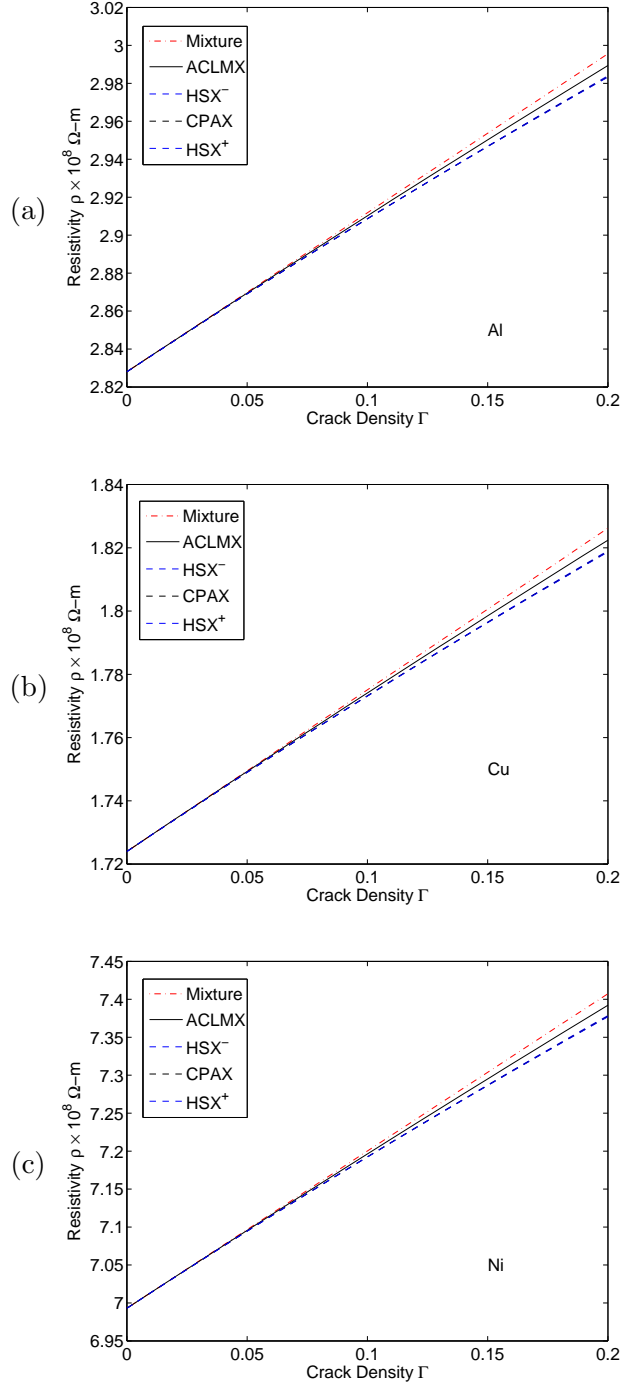 (a)
Resistivity ρ × 10⁸ Ω−m
3.02
3
2.98
2.96
2.94
2.92
2.9
2.88
2.86
2.84
2.82
Mixture
ACLMX
HSX⁻
CPAX
HSX⁺
Al
0 0.05 0.1 0.15 0.2
Crack Density Γ
(b)
Resistivity ρ × 10⁸ Ω−m
1.84
1.82
1.8
1.78
1.76
1.74
1.72
Mixture
ACLMX
HSX⁻
CPAX
HSX⁺
Cu
0 0.05 0.1 0.15 0.2
Crack Density Γ
(c)
Resistivity ρ × 10⁸ Ω−m
7.45
7.4
7.35
7.3
7.25
7.2
7.15
7.1
7.05
7
6.95
Mixture
ACLMX
HSX⁻
CPAX
HSX⁺
Ni
0 0.05 0.1 0.15 0.2
Crack Density Γ